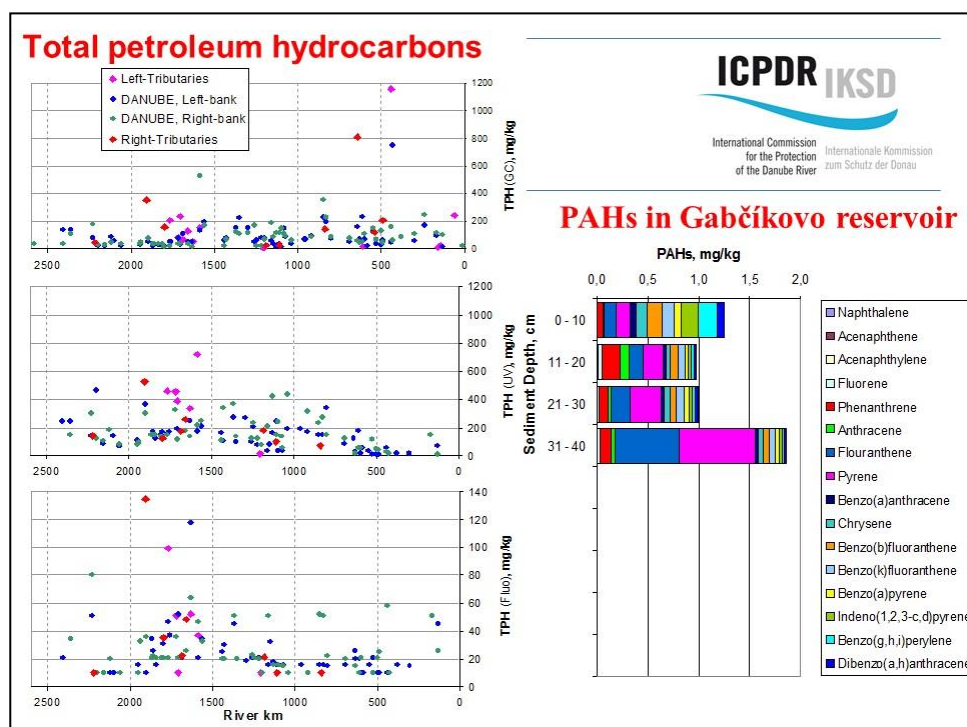 Total petroleum hydrocarbons
Left-Tributaries
DANUBE, Left-bank
DANUBE, Right-bank
Right-Tributaries
1200
1000
800
600
400
200
0
TPH (GC), mg/kg
2500
2000
1500
1000
500
0
1200
1000
800
600
400
200
0
TPH (UV), mg/kg
2500
2000
1500
1000
500
0
140
120
100
80
60
40
20
0
TPH (Fluo), mg/kg
2500
2000
1500
1000
500
0
River km
ICPDR IKSD
International Commission
for the Protection
of the Danube River
Internationale Kommission
zum Schutz der Donau
PAHs in Gabčíkovo reservoir
PAHs, mg/kg
0,0
0,5
1,0
1,5
2,0
Sediment Depth, cm
0 - 10
11 - 20
21 - 30
31 - 40
Naphthalene
Acenaphthene
Acenaphthylene
Fluorene
Phenanthrene
Anthracene
Flouranthene
Pyrene
Benzo(a)anthracene
Chrysene
Benzo(b)fluoranthene
Benzo(k)fluoranthene
Benzo(a)pyrene
Indeno(1,2,3-c,d)pyrene
Benzo(g,h,i)perylene
Dibenzo(a,h)anthracene